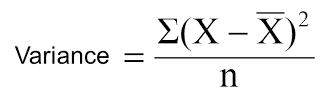 Variance = Σ(X − X̅)² / n